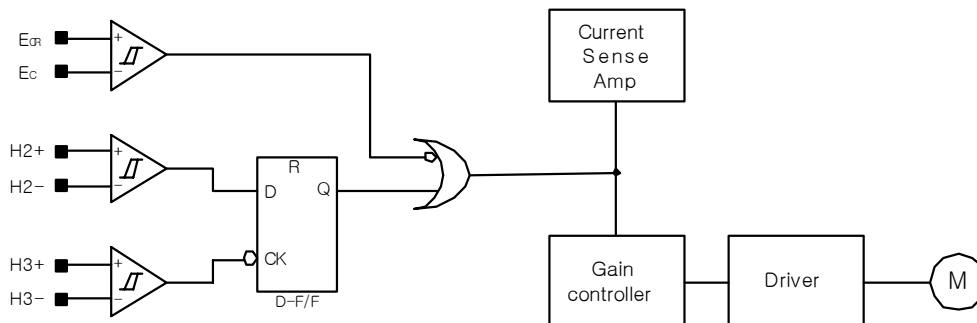 ECR
+
EC
−
H2+
+
H2−
−
R
D
Q
H3+
+
CK
H3−
−
D−F/F
Current
Sense
Amp
Gain
controller
Driver
M